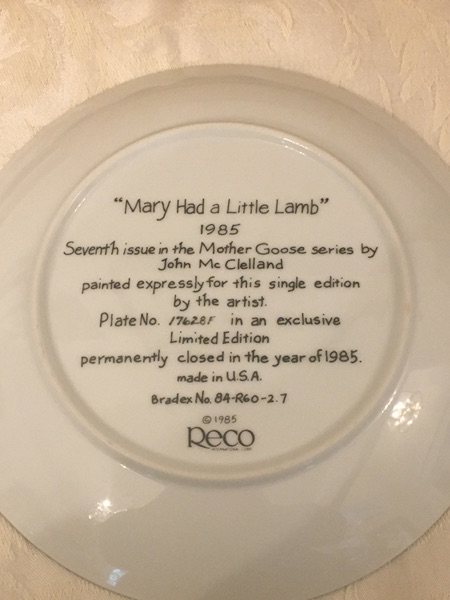 "Mary Had a Little Lamb"
1985
Seventh issue in the Mother Goose series by
John McClelland
painted expressly for this single edition
by the artist.
Plate No. 17628F in an exclusive
Limited Edition
permanently closed in the year of 1985.
made in U.S.A.
Bradex No. 84-R60-2.7
© 1985
Reco
INTERNATIONAL CORP.